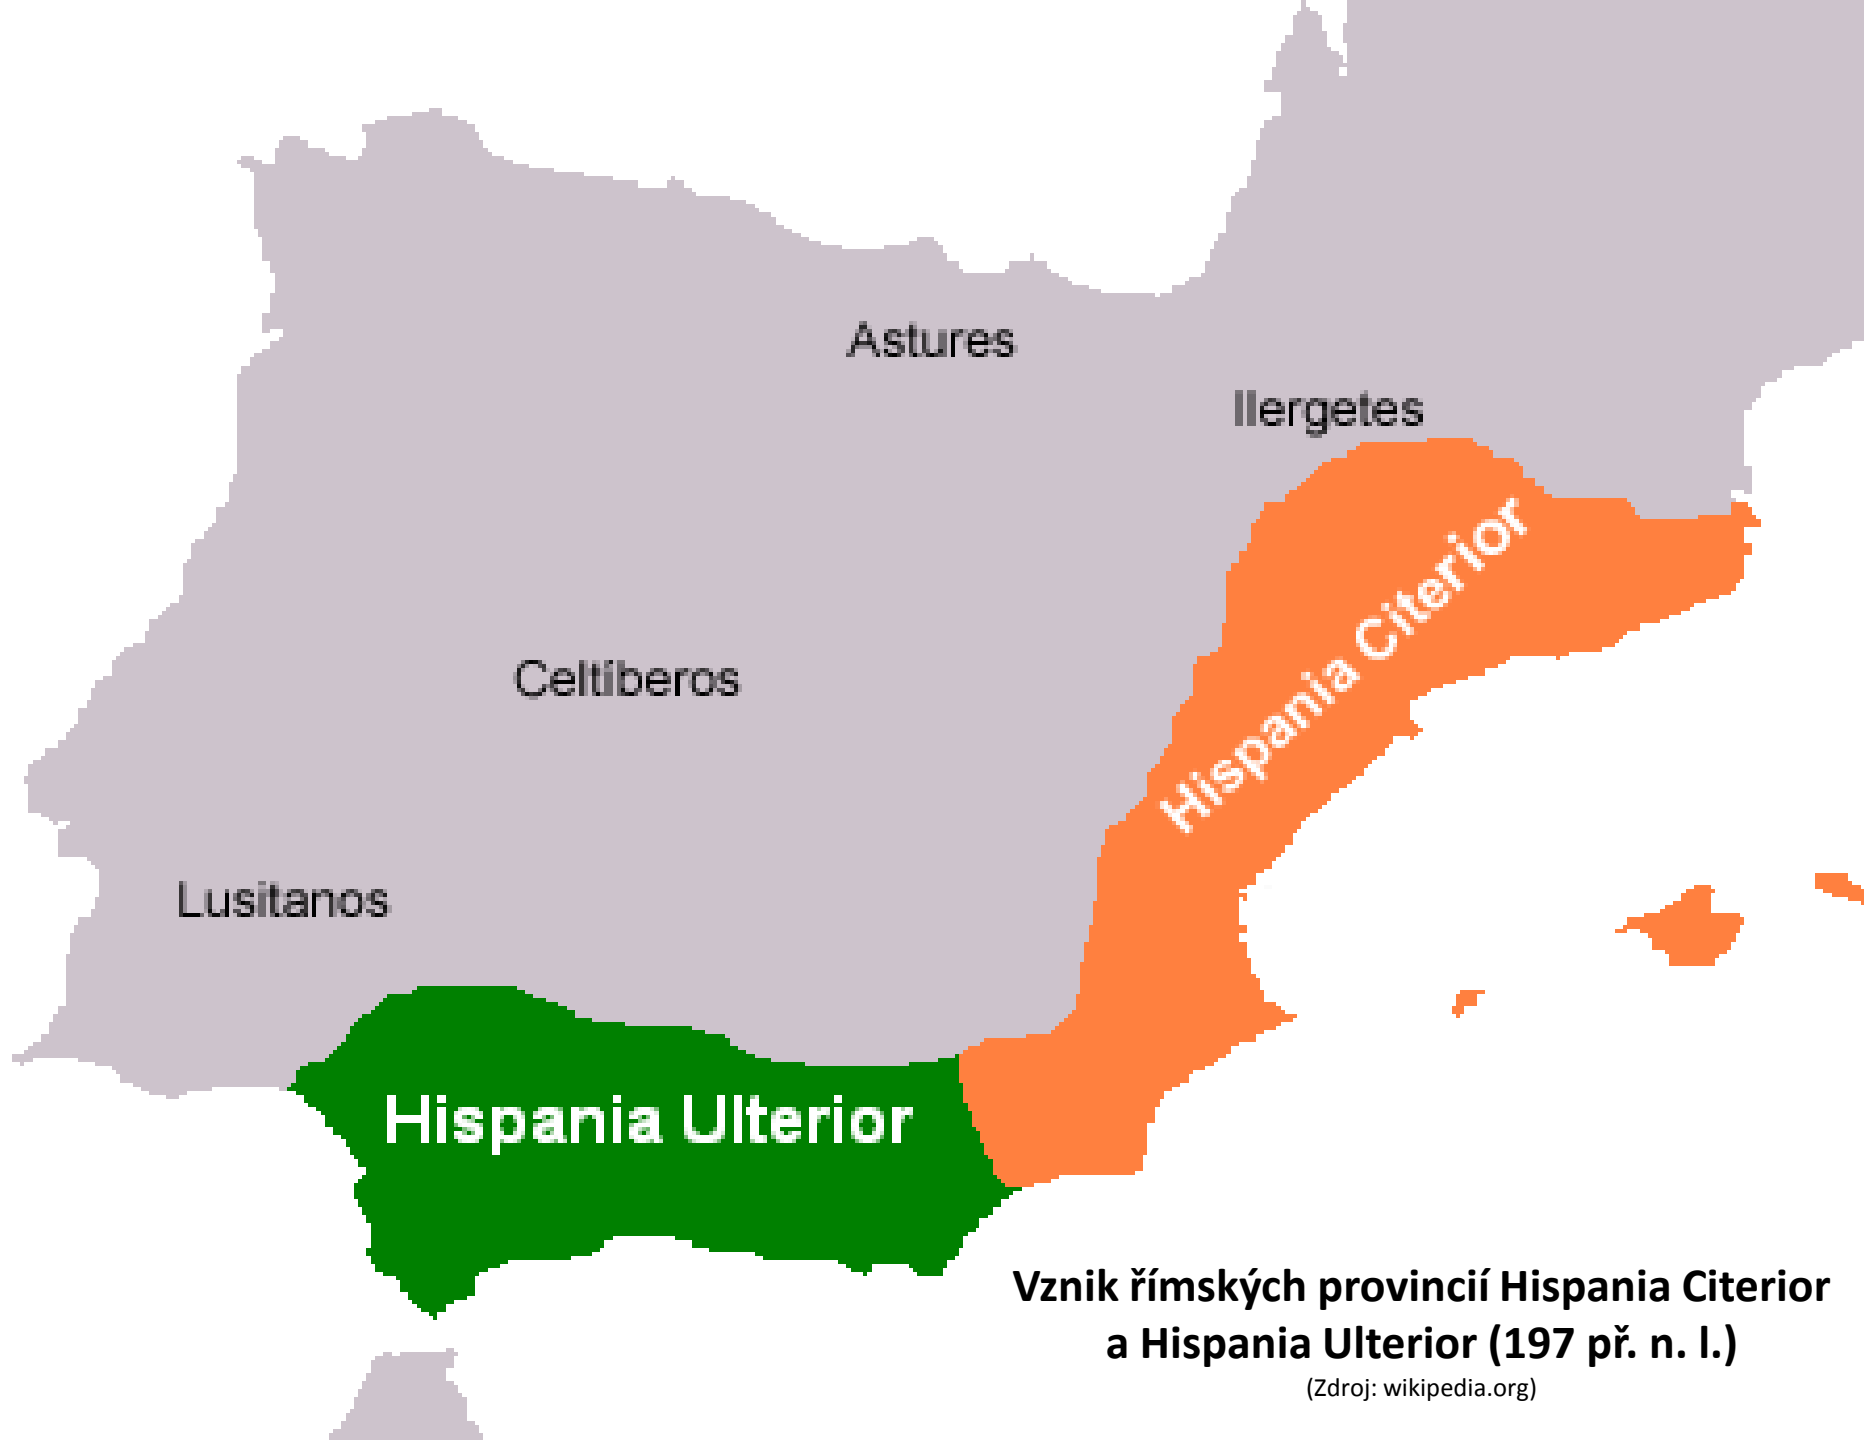 Astures
Ilergetes
Hispania Citerior
Celtíberos
Lusitanos
Hispania Ulterior
Vznik římských provincií Hispania Citerior
a Hispania Ulterior (197 př. n. l.)
(Zdroj: wikipedia.org)